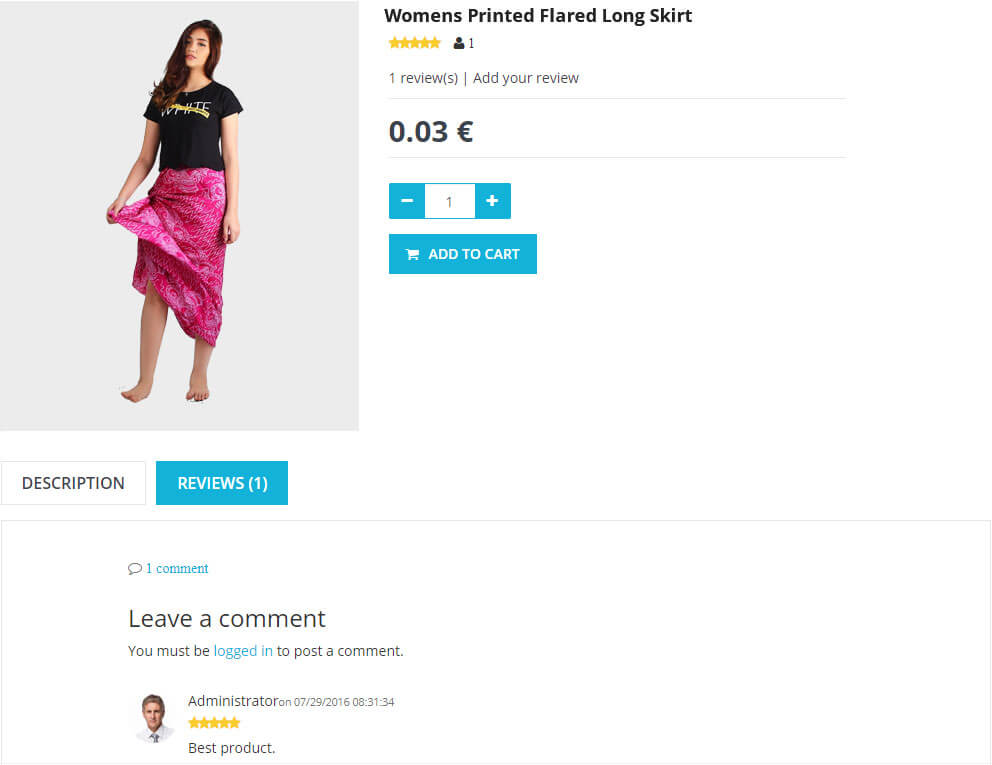 Womens Printed Flared Long Skirt
1
1 review(s) | Add your review
WHITE
0.03 €
1
ADD TO CART
DESCRIPTION
REVIEWS (1)
1 comment
Leave a comment
You must be logged in to post a comment.
Administrator on 07/29/2016 08:31:34
Best product.